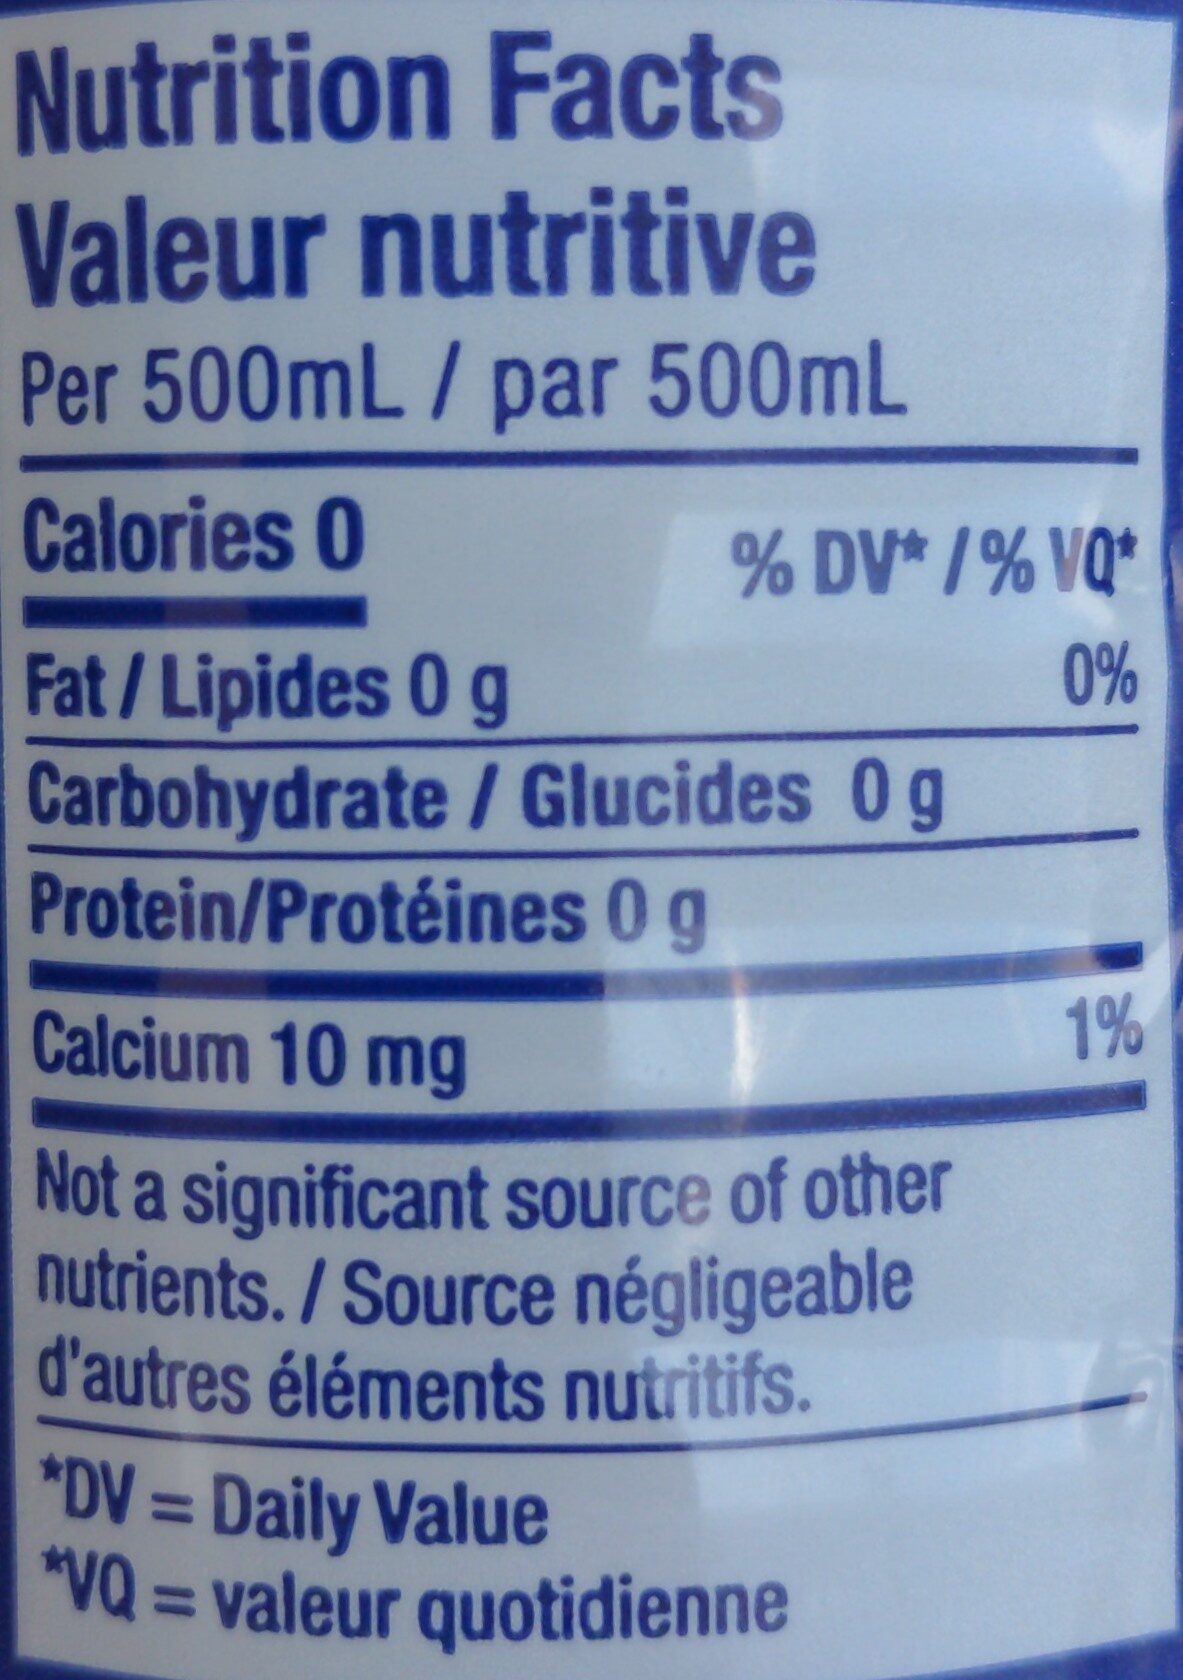 Nutrition Facts
Valeur nutritive
Per 500mL / par 500mL
Calories 0
% DV* / % VQ*
Fat / Lipides 0 g 0%
Carbohydrate / Glucides 0 g
Protein/Protéines 0 g
Calcium 10 mg 1%
Not a significant source of other
nutrients. / Source négligeable
d'autres éléments nutritifs.
*DV = Daily Value
*VQ = valeur quotidienne